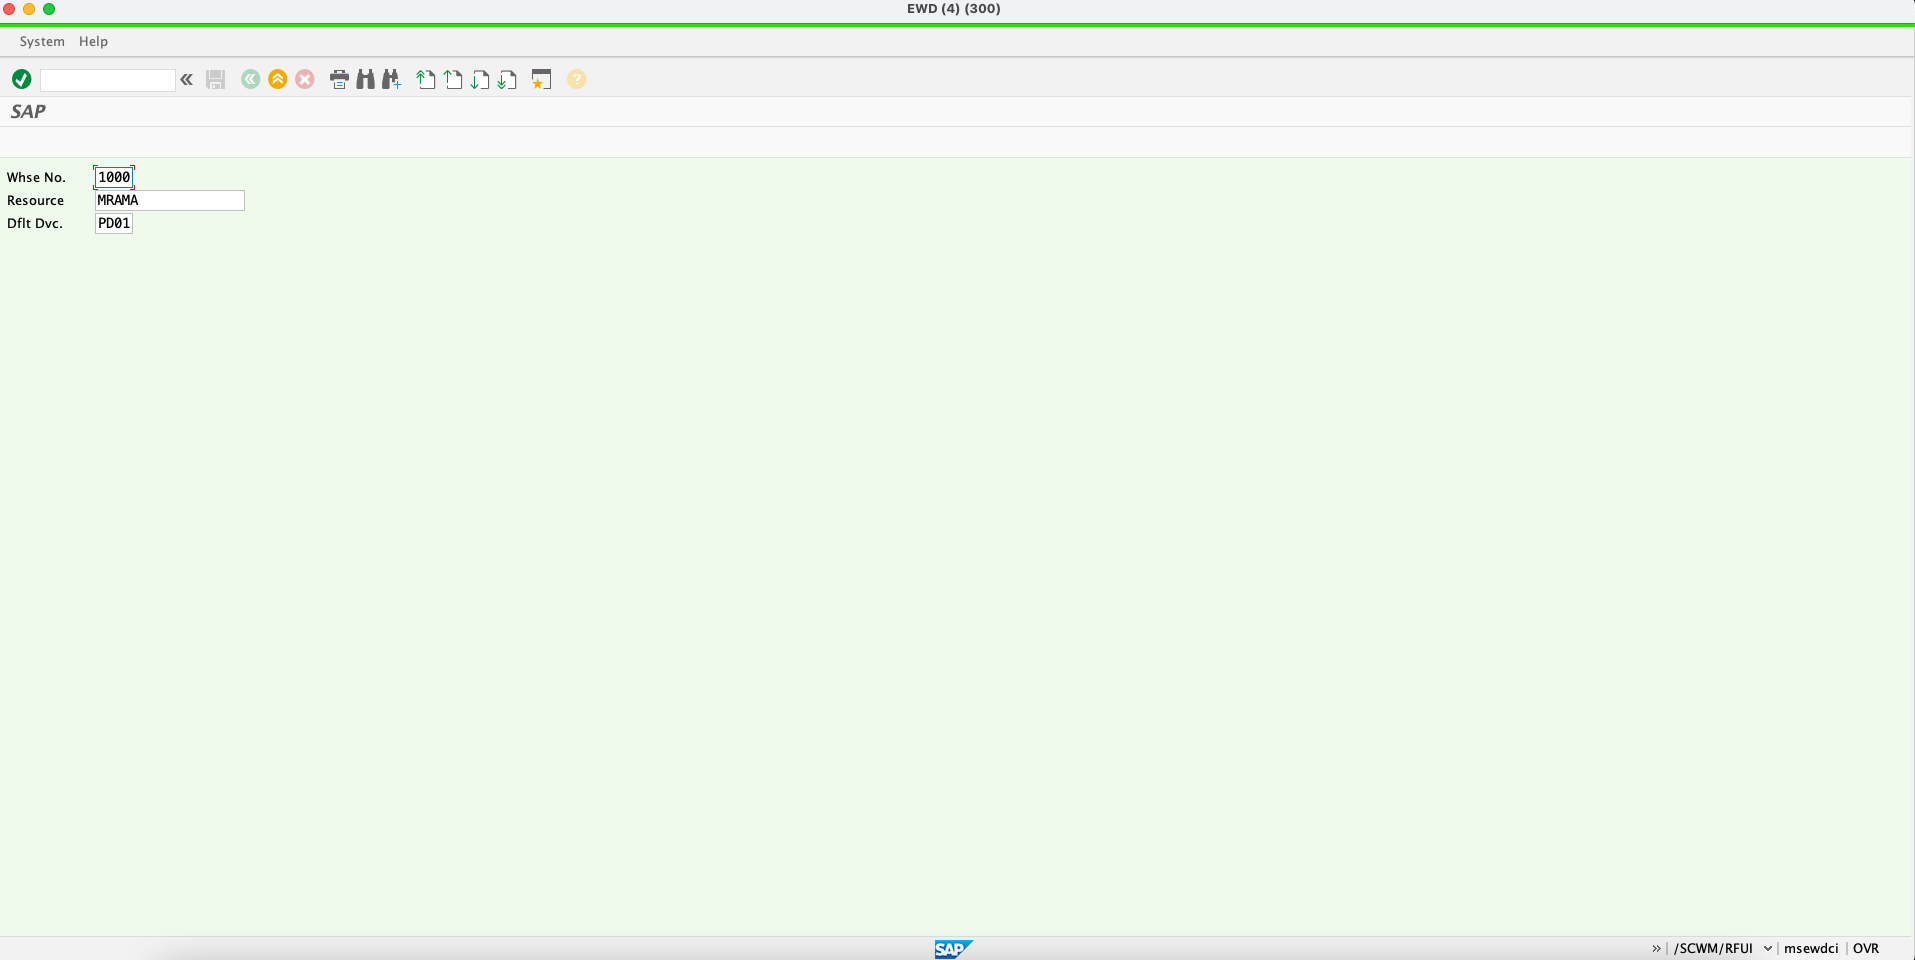 EWD (4) (300)
System Help
SAP
Whse No. 1000
Resource MRAMA
Dflt Dvc. PD01
SAP
» /SCWM/RFUI msewdci OVR